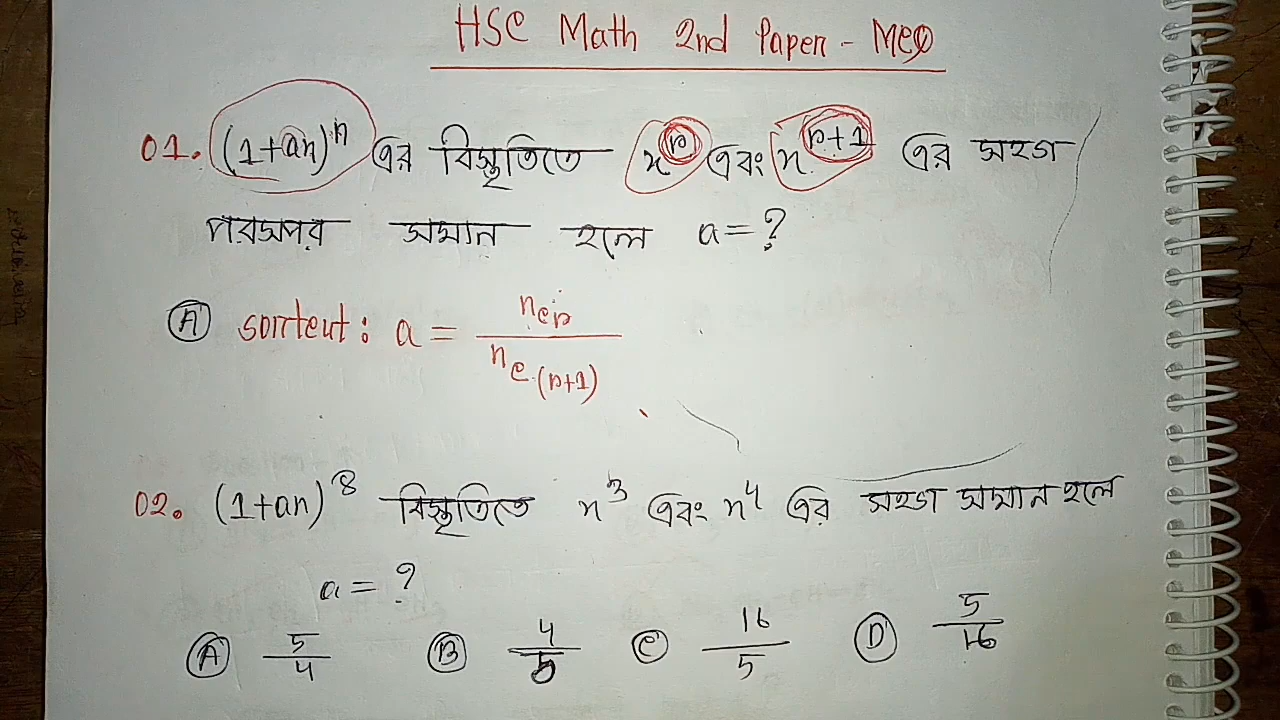 HSC Math 2nd Paper - MCQ
01. (1+ax)ⁿ এর বিস্তৃতিতে xʳ এবং xʳ⁺¹ এর সহগ
পরসপর সমান হলে a = ?
(A) sortcut: a = ⁿcᵣ / ⁿc₍ᵣ₊₁₎
02. (1+ax)⁸ বিস্তৃতিতে x³ এবং x⁴ এর সহগ সমান হলে
a = ?
(A) 5/4 (B) 4/5 (C) 16/5 (D) 5/16